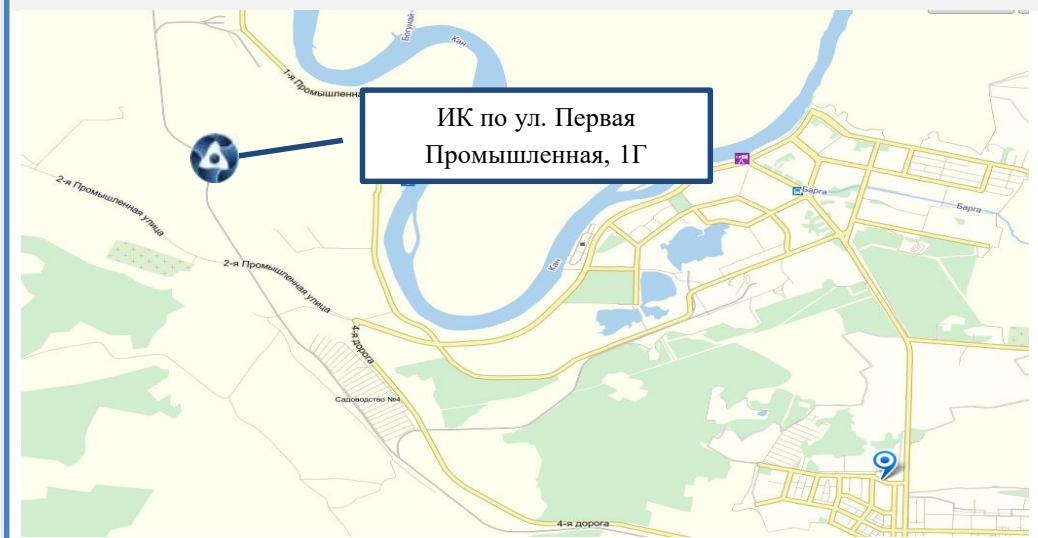 Богунай
Кан
1-я Промышленная
ИК по ул. Первая
Промышленная, 1Г
2-я Промышленная улица
Барга
Барга
2-я Промышленная улица
Кан
4-я дорога
Садоводство №4
4-я дорога